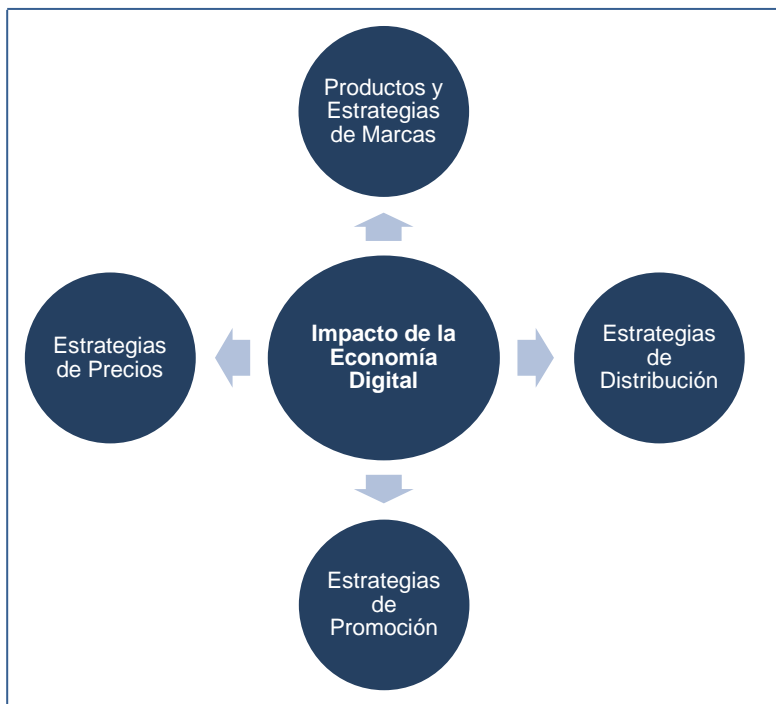 Productos y
Estrategias
de Marcas
Estrategias
de Precios
Impacto de la
Economía
Digital
Estrategias
de
Distribución
Estrategias
de
Promoción